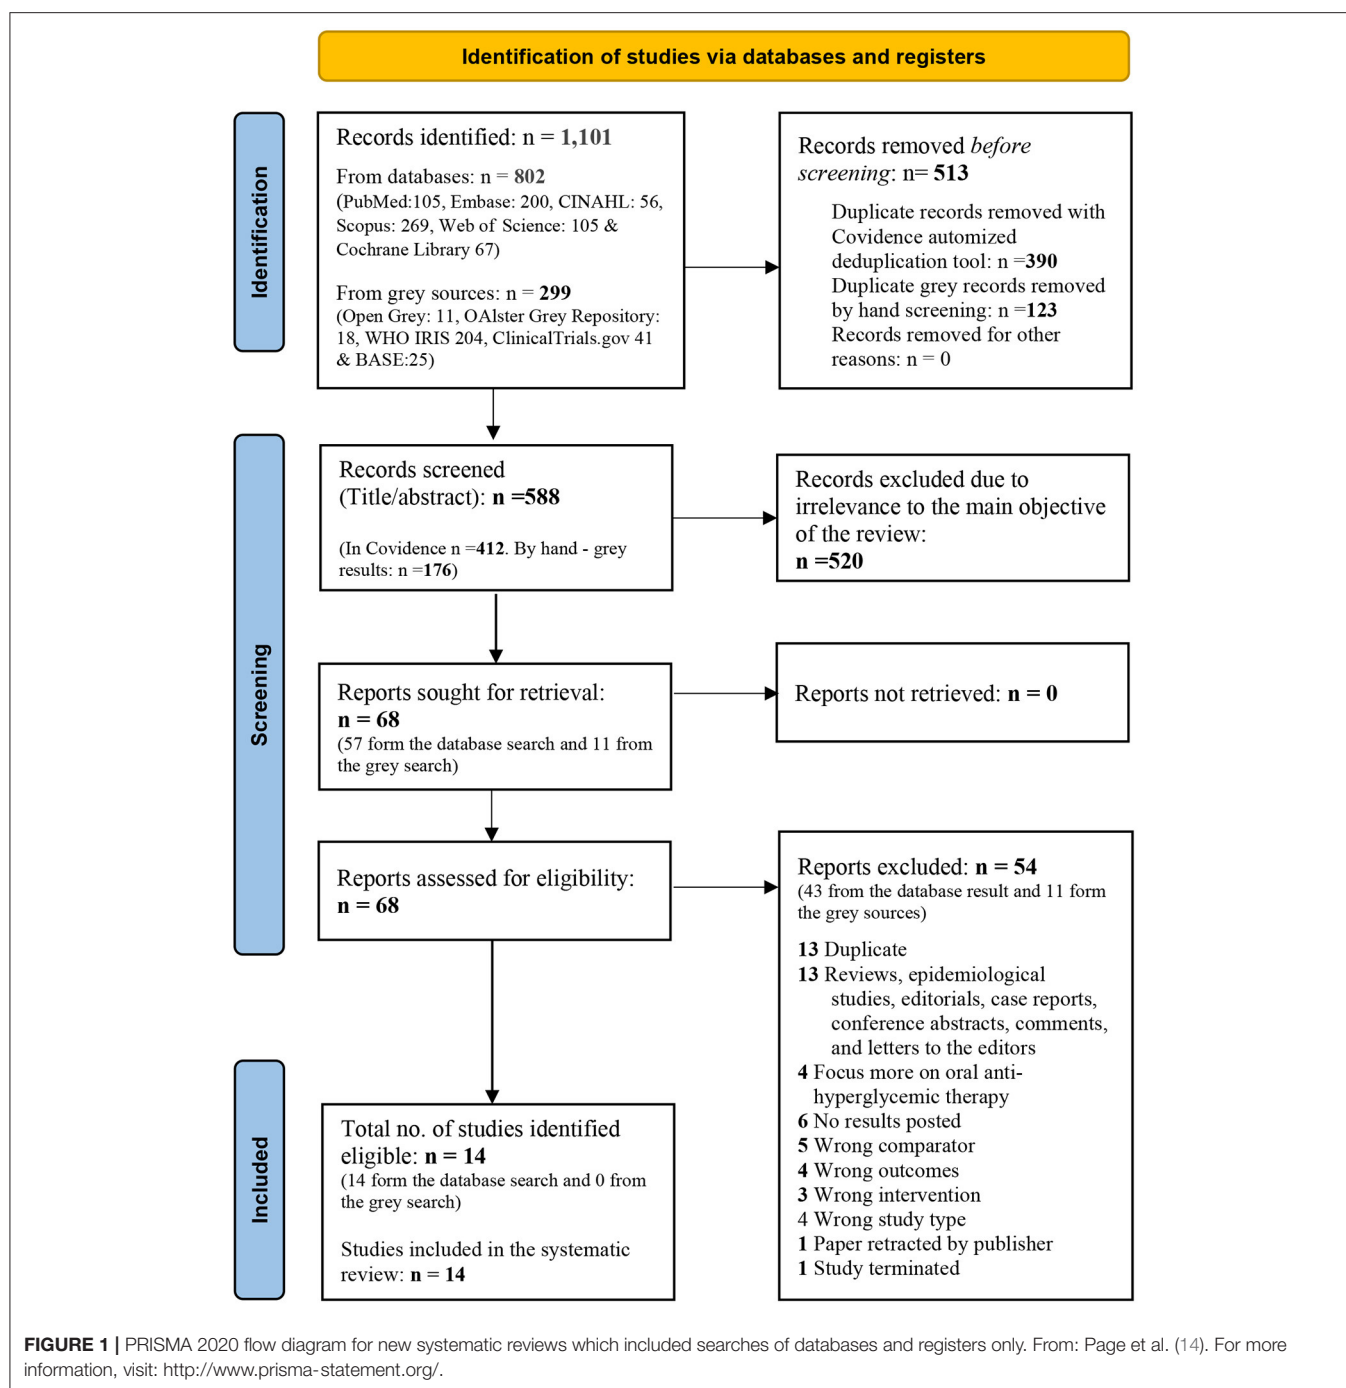 Identification of studies via databases and registers
Identification
Records identified: n = 1,101
From databases: n = 802
(PubMed:105, Embase: 200, CINAHL: 56,
Scopus: 269, Web of Science: 105 &
Cochrane Library 67)
From grey sources: n = 299
(Open Grey: 11, OAlster Grey Repository:
18, WHO IRIS 204, ClinicalTrials.gov 41
& BASE:25)
Records removed before
screening: n= 513
Duplicate records removed with
Covidence automized
deduplication tool: n =390
Duplicate grey records removed
by hand screening: n =123
Records removed for other
reasons: n = 0
Screening
Records screened
(Title/abstract): n =588
(In Covidence n =412. By hand - grey
results: n =176)
Records excluded due to
irrelevance to the main objective
of the review:
n =520
Reports sought for retrieval:
n = 68
(57 form the database search and 11 from
the grey search)
Reports not retrieved: n = 0
Reports assessed for eligibility:
n = 68
Reports excluded: n = 54
(43 from the database result and 11 form
the grey sources)
13 Duplicate
13 Reviews, epidemiological
studies, editorials, case reports,
conference abstracts, comments,
and letters to the editors
4 Focus more on oral anti-
hyperglycemic therapy
6 No results posted
5 Wrong comparator
4 Wrong outcomes
3 Wrong intervention
4 Wrong study type
1 Paper retracted by publisher
1 Study terminated
Included
Total no. of studies identified
eligible: n = 14
(14 form the database search and 0 from
the grey search)
Studies included in the systematic
review: n = 14
FIGURE 1 | PRISMA 2020 flow diagram for new systematic reviews which included searches of databases and registers only. From: Page et al. (14). For more
information, visit: http://www.prisma-statement.org/.